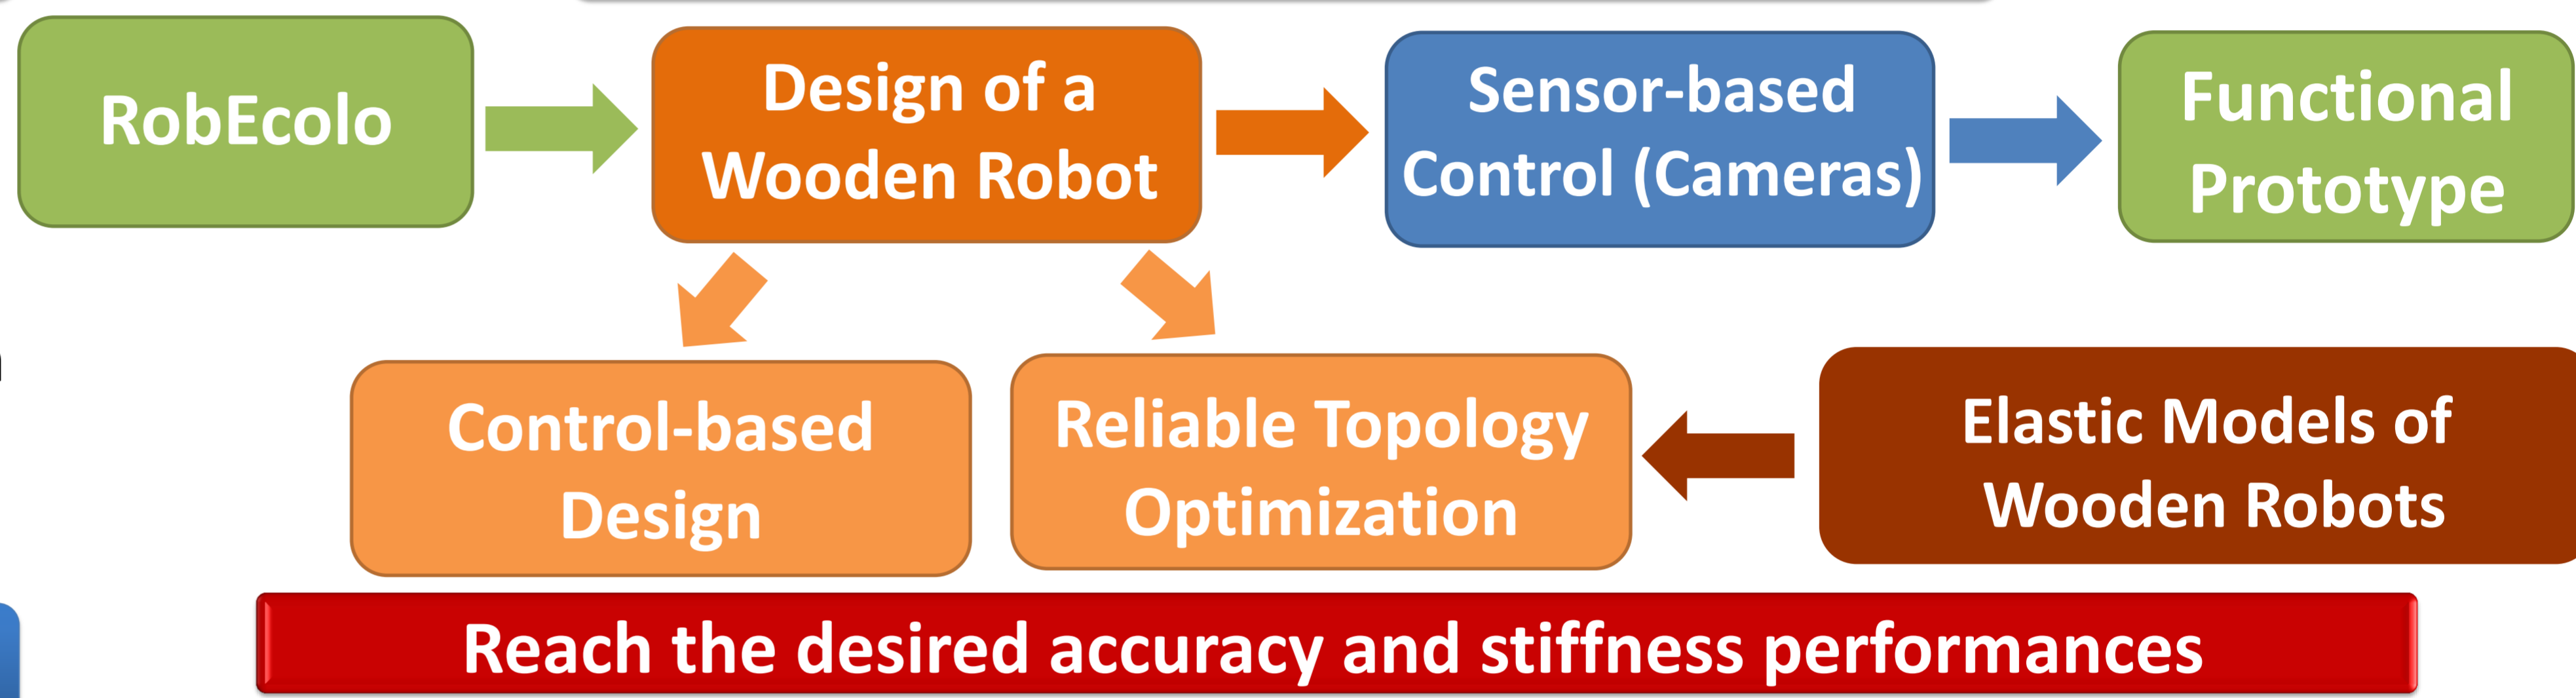 RobEcolo
Design of a
Wooden Robot
Sensor-based
Control (Cameras)
Functional
Prototype
Control-based
Design
Reliable Topology
Optimization
Elastic Models of
Wooden Robots
Reach the desired accuracy and stiffness performances